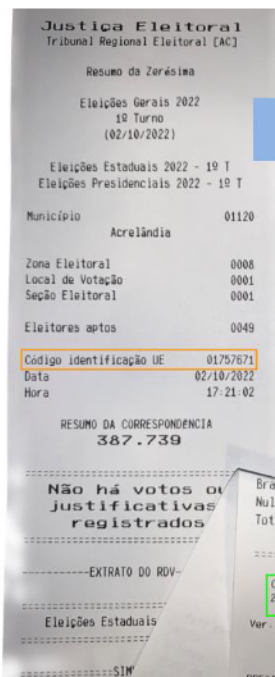 Justiça Eleitoral
Tribunal Regional Eleitoral [AC]
Resumo da Zerésima
Eleições Gerais 2022
1º Turno
(02/10/2022)
Eleições Estaduais 2022 - 1º T
Eleições Presidenciais 2022 - 1º T
Município 01120
Acrelândia
Zona Eleitoral 0008
Local de Votação 0001
Seção Eleitoral 0001
Eleitores aptos 0049
Código identificação UE 01757671
Data 02/10/2022
Hora 17:21:02
RESUMO DA CORRESPONDÊNCIA
387.739
Não há votos ou
justificativas
registrados
----------EXTRATO DO RDV-
Eleições Estaduais
=========SIM
Bra
Nul
Tot
Ver.